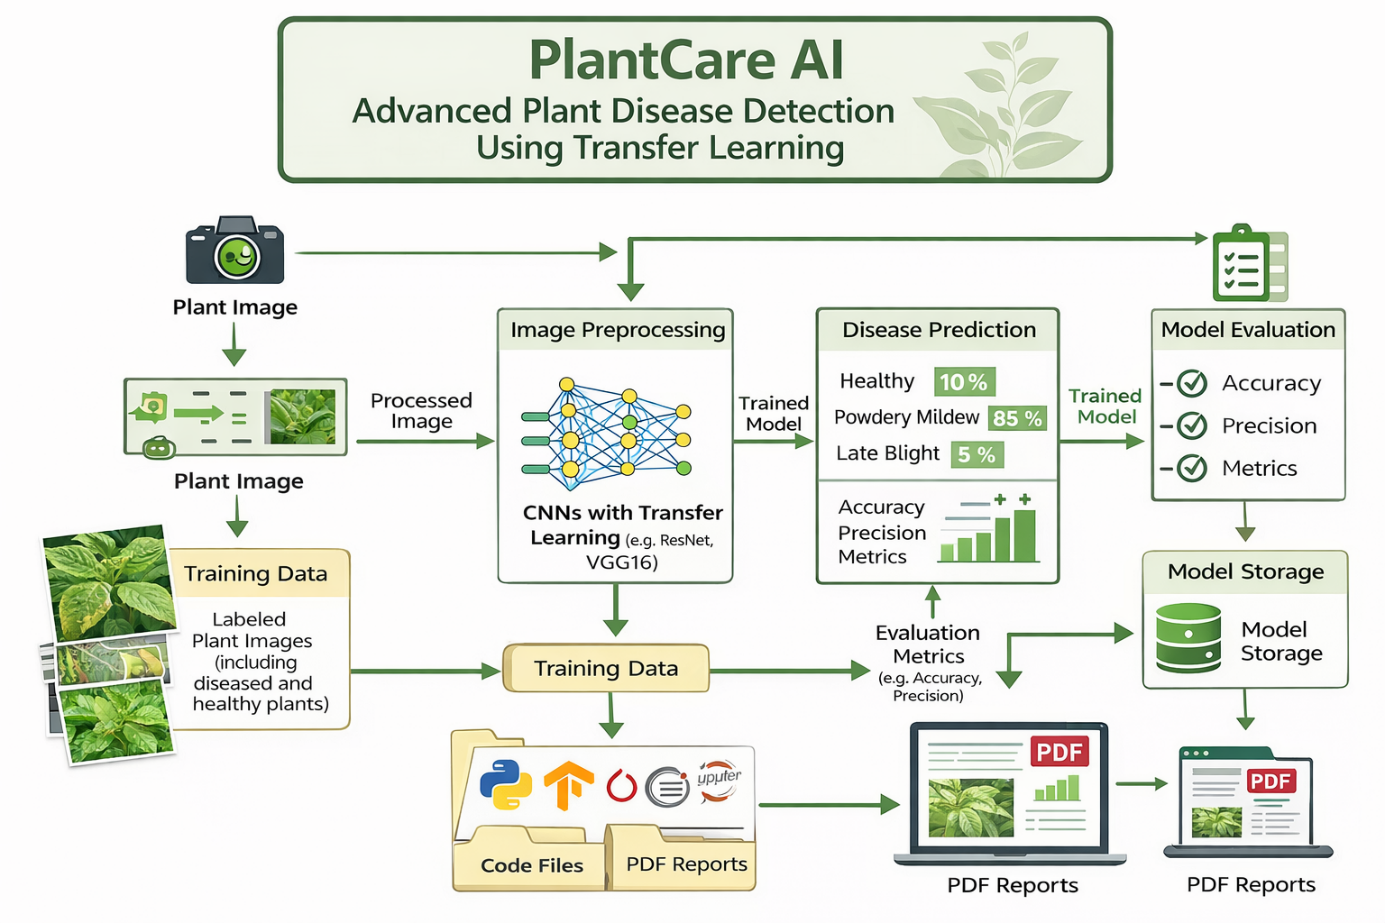 PlantCare AI
Advanced Plant Disease Detection
Using Transfer Learning
Plant Image
Plant Image
Processed
Image
Image Preprocessing
CNNs with Transfer
Learning (e.g. ResNet,
VGG16)
Trained
Model
Disease Prediction
Healthy 10 %
Powdery Mildew 85 %
Late Blight 5 %
Accuracy
Precision
Metrics
Trained
Model
Model Evaluation
Accuracy
Precision
Metrics
Training Data
Labeled
Plant Images
(including
diseased and
healthy plants)
Training Data
Evaluation
Metrics
(e.g. Accuracy,
Precision)
Model Storage
Model
Storage
upyter
Code Files
PDF Reports
PDF
PDF Reports
PDF
PDF Reports